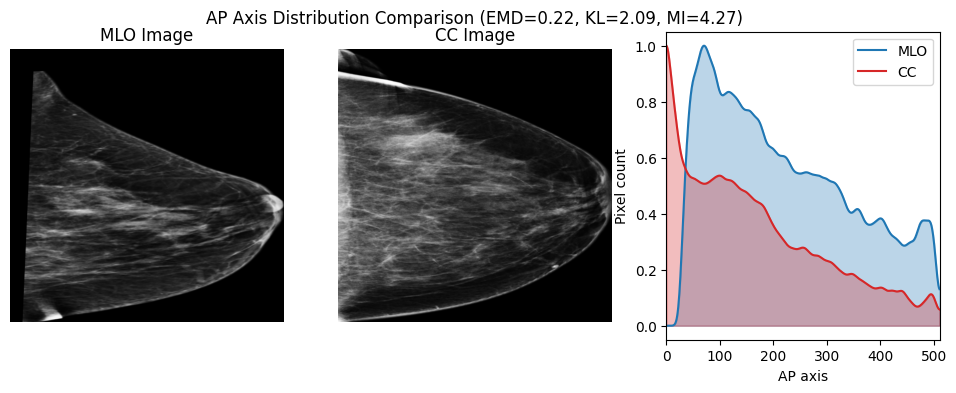 AP Axis Distribution Comparison (EMD=0.22, KL=2.09, MI=4.27)
MLO Image
CC Image
MLO
CC
1.0
0.8
0.6
0.4
0.2
0.0
Pixel count
0 100 200 300 400 500
AP axis